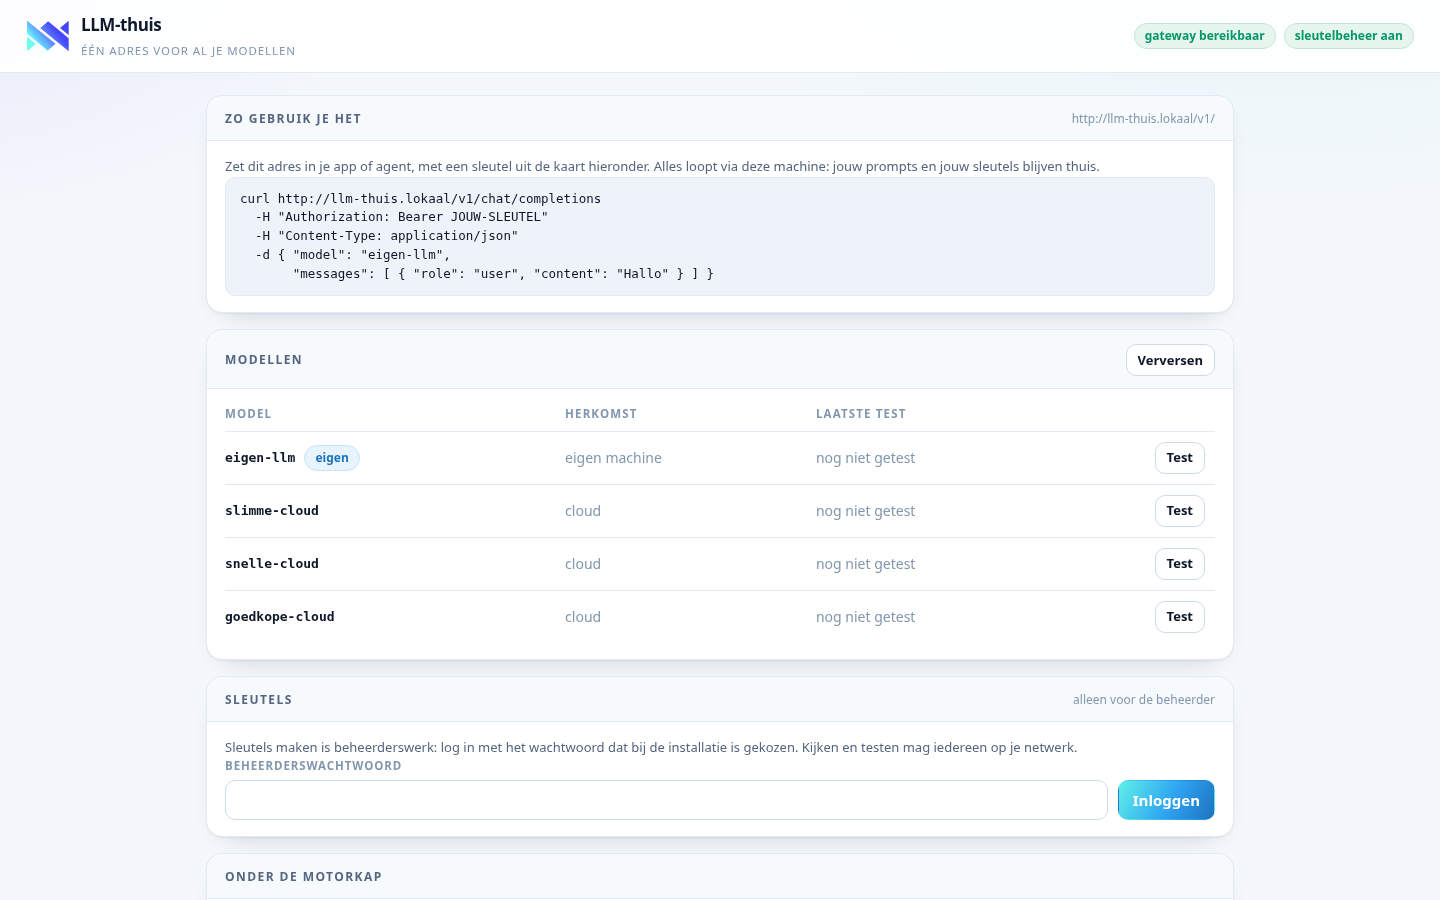 LLM-thuis
ÉÉN ADRES VOOR AL JE MODELLEN
gateway bereikbaar
sleutelbeheer aan
ZO GEBRUIK JE HET
http://llm-thuis.lokaal/v1/
Zet dit adres in je app of agent, met een sleutel uit de kaart hieronder. Alles loopt via deze machine: jouw prompts en jouw sleutels blijven thuis.
curl http://llm-thuis.lokaal/v1/chat/completions
-H "Authorization: Bearer JOUW-SLEUTEL"
-H "Content-Type: application/json"
-d { "model": "eigen-llm",
"messages": [ { "role": "user", "content": "Hallo" } ] }
MODELLEN
Verversen
MODEL HERKOMST LAATSTE TEST
eigen-llm eigen eigen machine nog niet getest Test
slimme-cloud cloud nog niet getest Test
snelle-cloud cloud nog niet getest Test
goedkope-cloud cloud nog niet getest Test
SLEUTELS
alleen voor de beheerder
Sleutels maken is beheerderswerk: log in met het wachtwoord dat bij de installatie is gekozen. Kijken en testen mag iedereen op je netwerk.
BEHEERDERSWACHTWOORD
Inloggen
ONDER DE MOTORKAP